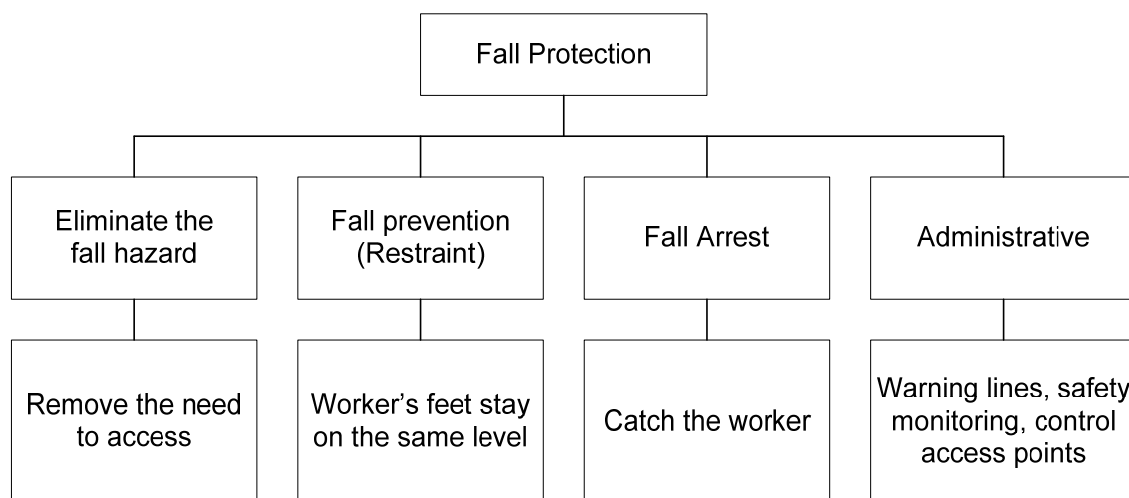 Fall Protection
Eliminate the
fall hazard
Fall prevention
(Restraint)
Fall Arrest
Administrative
Remove the need
to access
Worker's feet stay
on the same level
Catch the worker
Warning lines, safety
monitoring, control
access points